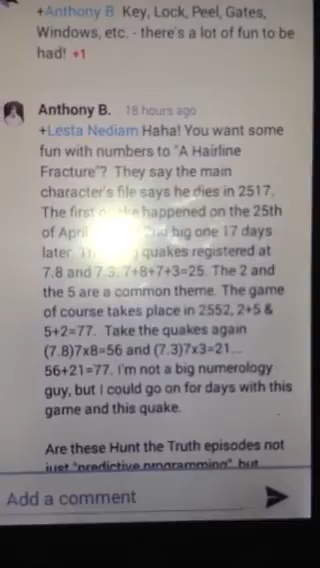 +Anthony B Key, Lock, Peel, Gates,
Windows, etc. - there's a lot of fun to be
had! +1
Anthony B. 18 hours ago
+Lesta Nediam Haha! You want some
fun with numbers to "A Hairline
Fracture"? They say the main
character's file says he dies in 2517.
The first happened on the 25th
of April big one 17 days
later. quakes registered at
7.8 and 7.3. 7+8+7+3=25. The 2 and
the 5 are a common theme. The game
of course takes place in 2552, 2+5 &
5+2=77. Take the quakes again
(7.8)7x8=56 and (7.3)7x3=21...
56+21=77. I'm not a big numerology
guy, but I could go on for days with this
game and this quake.
Are these Hunt the Truth episodes not
just "predictive programming" but
Add a comment